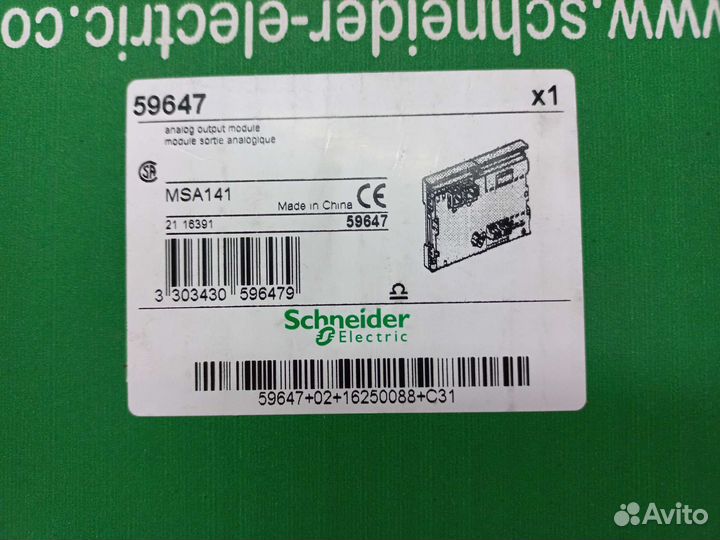 www.schneider-electric.co
59647 x1
analog output module
module sortie analogique
MSA141 Made in China CE
21 16391 59647
3 303430 596479
Schneider
Electric
59647+02+16250088+C31
Avito